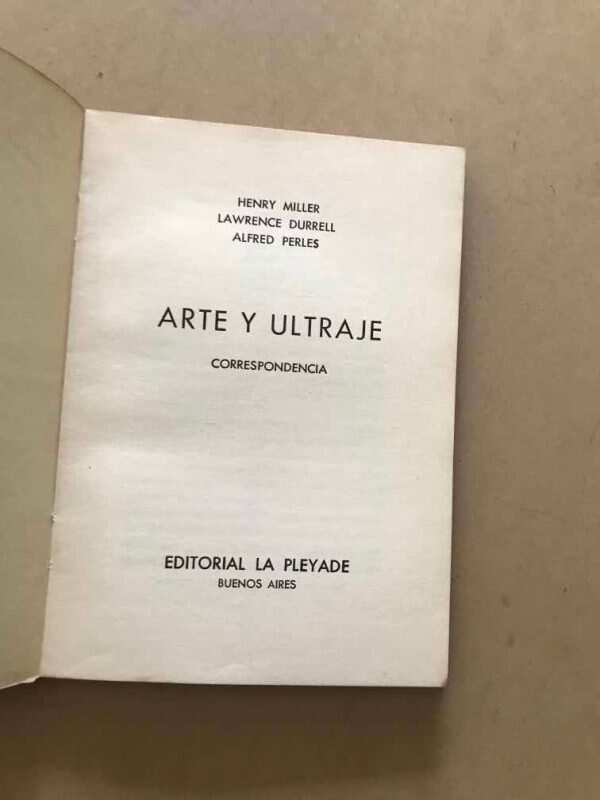 HENRY MILLER
LAWRENCE DURRELL
ALFRED PERLES
ARTE Y ULTRAJE
CORRESPONDENCIA
EDITORIAL LA PLEYADE
BUENOS AIRES